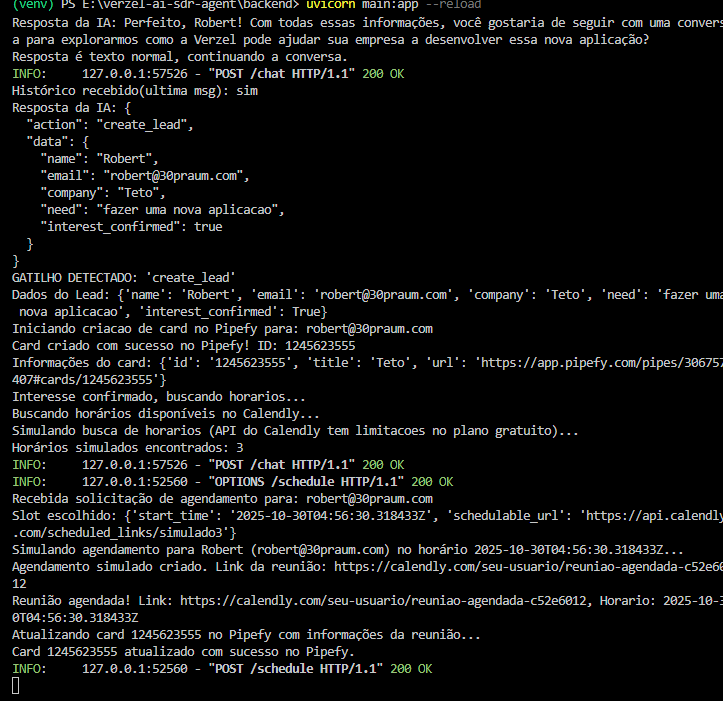 (venv) PS E:\verzel-ai-sdr-agent\backend> uvicorn main:app --reload
Resposta da IA: Perfeito, Robert! Com todas essas informações, você gostaria de seguir com uma
a para explorarmos como a Verzel pode ajudar sua empresa a desenvolver essa nova aplicação?
Resposta é texto normal, continuando a conversa.
INFO:     127.0.0.1:57526 - "POST /chat HTTP/1.1" 200 OK
Histórico recebido(ultima msg): sim
Resposta da IA: {
  "action": "create_lead",
  "data": {
    "name": "Robert",
    "email": "robert@30praum.com",
    "company": "Teto",
    "need": "fazer uma nova aplicacao",
    "interest_confirmed": true
  }
}
GATILHO DETECTADO: 'create_lead'
Dados do Lead: {'name': 'Robert', 'email': 'robert@30praum.com', 'company': 'Teto', 'need': 'fazer uma
 nova aplicacao', 'interest_confirmed': True}
Iniciando criacao de card no Pipefy para: robert@30praum.com
Card criado com sucesso no Pipefy! ID: 1245623555
Informações do card: {'id': '1245623555', 'title': 'Teto', 'url': 'https://app.pipefy.com/pipes/306757
407#cards/1245623555'}
Interesse confirmado, buscando horarios...
Buscando horários disponíveis no Calendly...
Simulando busca de horarios (API do Calendly tem limitacoes no plano gratuito)...
Horários simulados encontrados: 3
INFO:     127.0.0.1:57526 - "POST /chat HTTP/1.1" 200 OK
INFO:     127.0.0.1:52560 - "OPTIONS /schedule HTTP/1.1" 200 OK
Recebida solicitação de agendamento para: robert@30praum.com
Slot escolhido: {'start_time': '2025-10-30T04:56:30.318433Z', 'schedulable_url': 'https://api.calendly
.com/scheduled_links/simulado3'}
Simulando agendamento para Robert (robert@30praum.com) no horário 2025-10-30T04:56:30.318433Z...
Agendamento simulado criado. Link da reunião: https://calendly.com/seu-usuario/reuniao-agendada-c52e60
12
Reunião agendada! Link: https://calendly.com/seu-usuario/reuniao-agendada-c52e6012, Horario: 2025-10-3
0T04:56:30.318433Z
Atualizando card 1245623555 no Pipefy com informações da reunião...
Card 1245623555 atualizado com sucesso no Pipefy.
INFO:     127.0.0.1:52560 - "POST /schedule HTTP/1.1" 200 OK